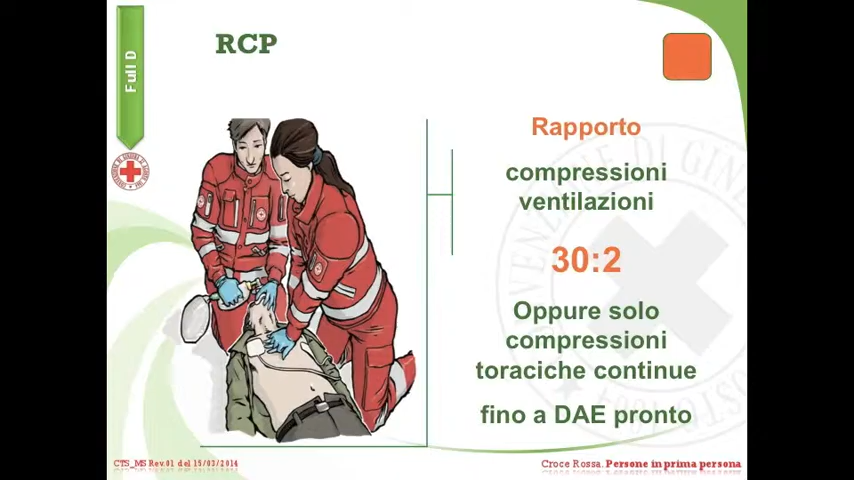 RCP
Full D
Rapporto
compressioni
ventilazioni
30:2
Oppure solo
compressioni
toraciche continue
fino a DAE pronto
CTS_MS Rev.01 del 15/03/2014
Croce Rossa. Persone in prima persona